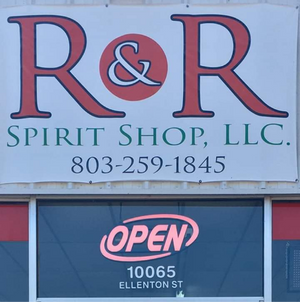 R&R
SPIRIT SHOP, LLC.
803-259-1845
OPEN
10065
ELLENTON ST